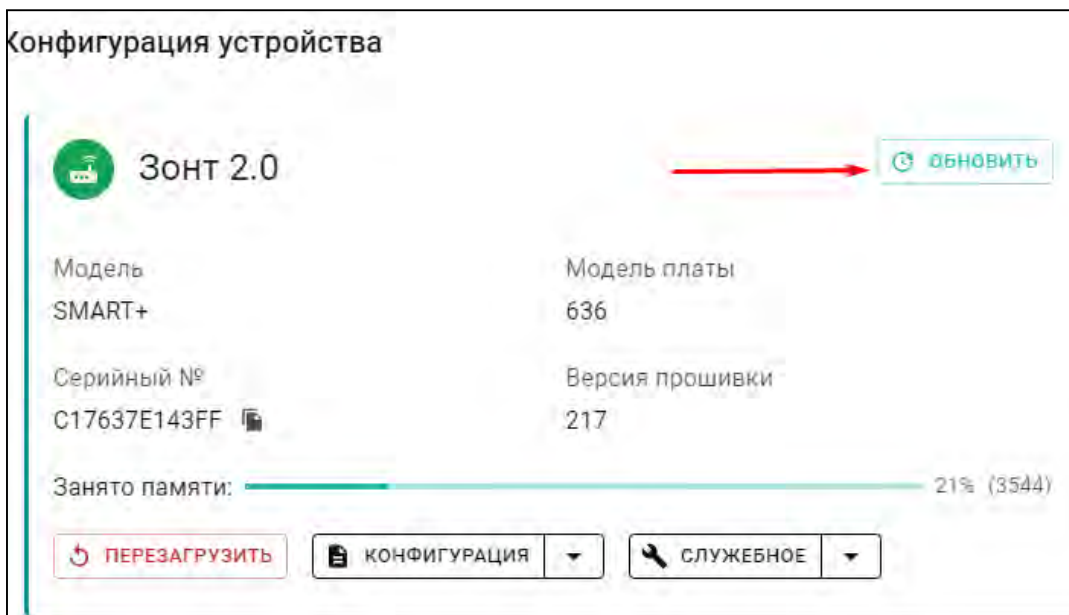 Конфигурация устройства
Зонт 2.0
ОБНОВИТЬ
Модель
Модель платы
SMART+
636
Серийный №
Версия прошивки
C17637E143FF
217
Занято памяти:
21% (3544)
ПЕРЕЗАГРУЗИТЬ
КОНФИГУРАЦИЯ
СЛУЖЕБНОЕ